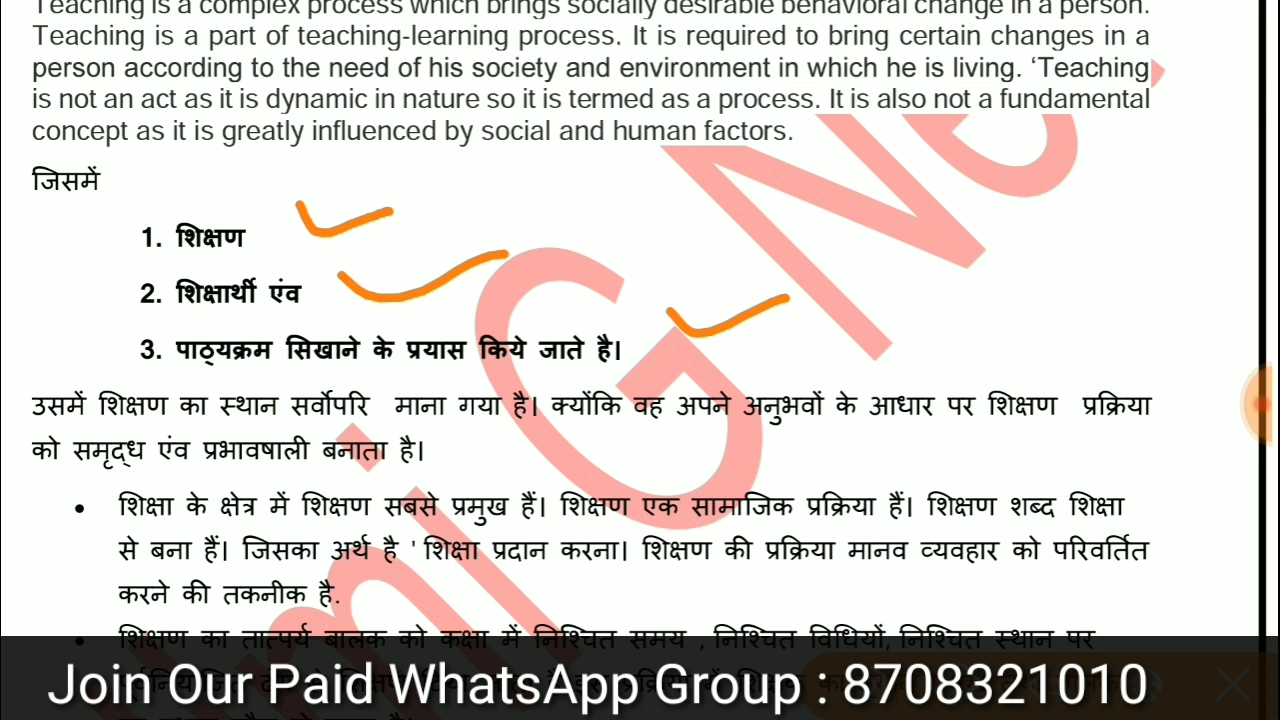 Teaching is a complex process which brings socially desirable behavioral change in a person.
Teaching is a part of teaching-learning process. It is required to bring certain changes in a
person according to the need of his society and environment in which he is living. ‘Teaching
is not an act as it is dynamic in nature so it is termed as a process. It is also not a fundamental
concept as it is greatly influenced by social and human factors.
जिसमें
1. शिक्षण
2. शिक्षार्थी एंव
3. पाठ्यक्रम सिखाने के प्रयास किये जाते है।
उसमें शिक्षण का स्थान सर्वोपरि माना गया है। क्योंकि वह अपने अनुभवों के आधार पर शिक्षण प्रक्रिया
को समृद्ध एंव प्रभावषाली बनाता है।
• शिक्षा के क्षेत्र में शिक्षण सबसे प्रमुख हैं। शिक्षण एक सामाजिक प्रक्रिया हैं। शिक्षण शब्द शिक्षा
से बना हैं। जिसका अर्थ है ' शिक्षा प्रदान करना। शिक्षण की प्रक्रिया मानव व्यवहार को परिवर्तित
करने की तकनीक है.
• शिक्षण का तात्पर्य बालक को कक्षा में निश्चित समय , निश्चित विधियों, निश्चित स्थान पर
Join Our Paid WhatsApp Group : 8708321010